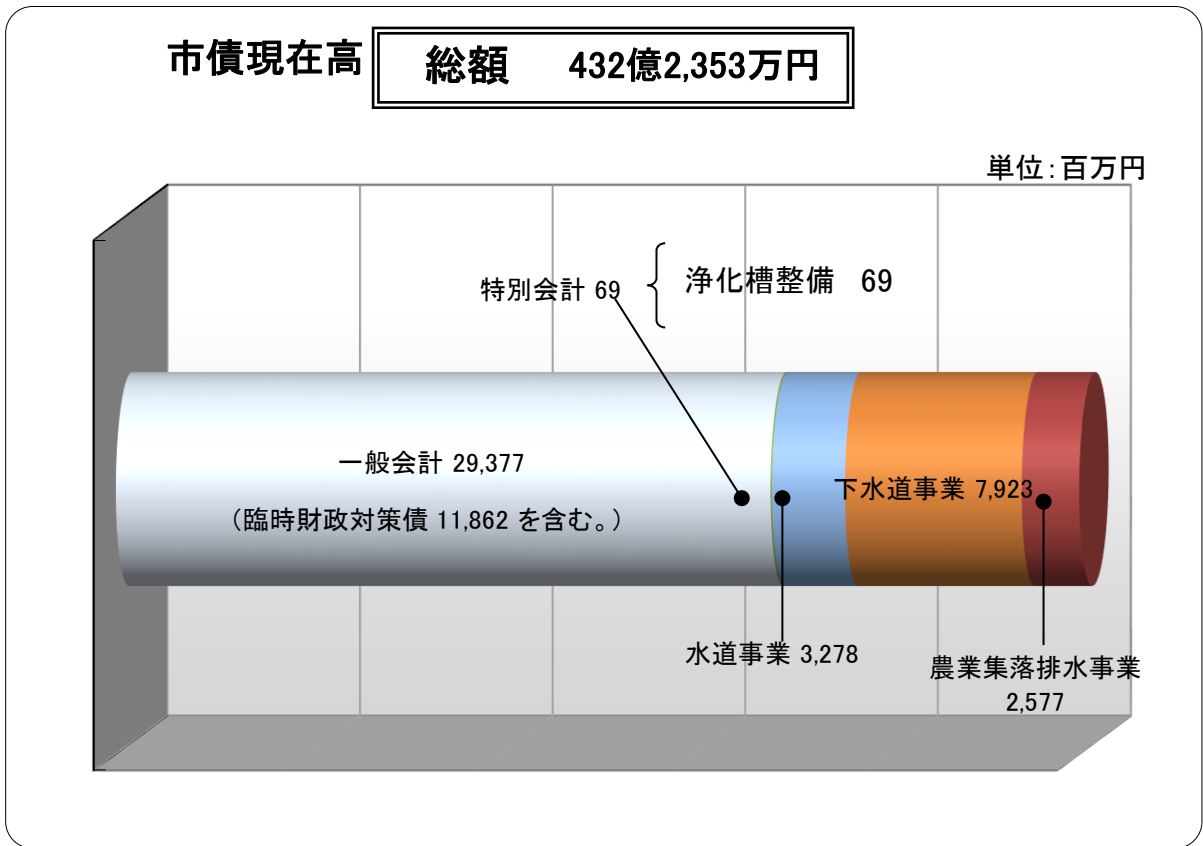 市債現在高 総額 432億2,353万円
単位:百万円
特別会計 69 浄化槽整備 69
一般会計 29,377
(臨時財政対策債 11,862 を含む。)
下水道事業 7,923
水道事業 3,278
農業集落排水事業
2,577